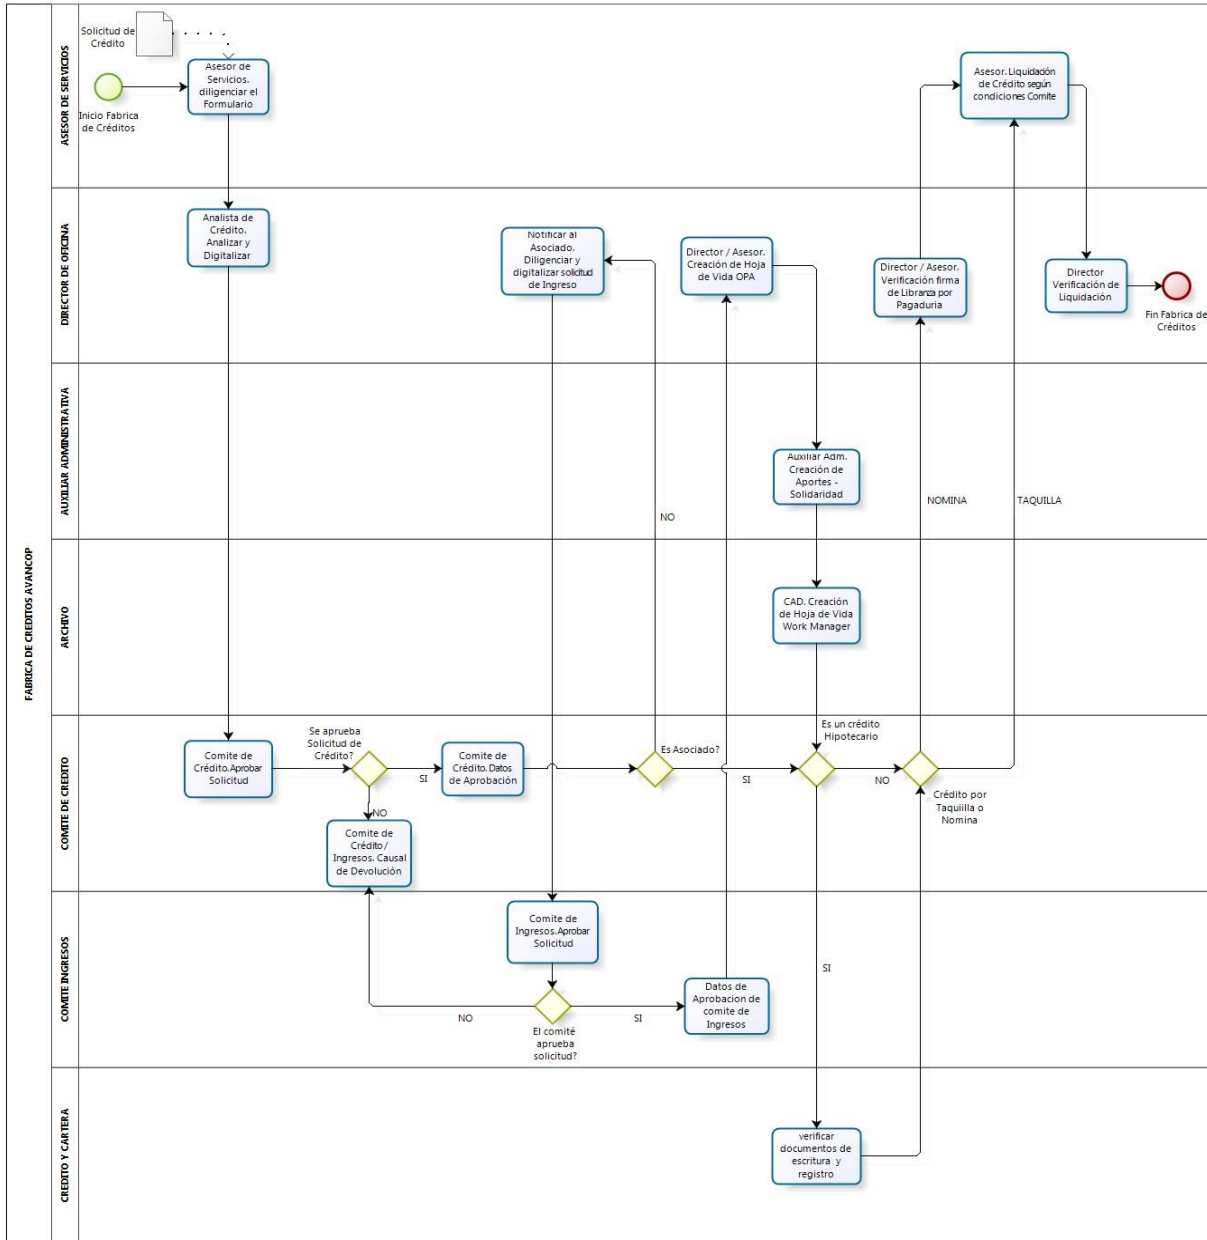 FABRICA DE CREDITOS AVANCOP
ASESOR DE SERVICIOS
Solicitud de
Crédito
Inicio Fabrica
de Créditos
Asesor de
Servicios.
diligenciar el
Formulario
Asesor. Liquidación
de Crédito según
condiciones Comite
DIRECTOR DE OFICINA
Analista de
Crédito.
Analizar y
Digitalizar
Notificar al
Asociado.
Diligenciar y
digitalizar solicitud
de Ingreso
Director / Asesor.
Creación de Hoja
de Vida OPA
Director / Asesor.
Verificación firma
de Libranza por
Pagaduria
Director
Verificación de
Liquidación
Fin Fabrica de
Créditos
AUXILIAR ADMINISTRATIVA
Auxiliar Adm.
Creación de
Aportes -
Solidaridad
NO
NOMINA
TAQUILLA
ARCHIVO
CAD. Creación
de Hoja de Vida
Work Manager
COMITE DE CREDITO
Comite de
Crédito.Aprobar
Solicitud
Se aprueba
Solicitud de
Crédito?
SI
NO
Comite de
Crédito. Datos
de Aprobación
Comite de
Crédito /
Ingresos. Causal
de Devolución
Es Asociado?
SI
Es un crédito
Hipotecario
NO
Crédito por
Taquiilla o
Nomina
COMITE INGRESOS
Comite de
Ingresos.Aprobar
Solicitud
NO
El comité
aprueba
solicitud?
SI
Datos de
Aprobacion de
comite de
Ingresos
SI
CREDITO Y CARTERA
verificar
documentos de
escritura y
registro